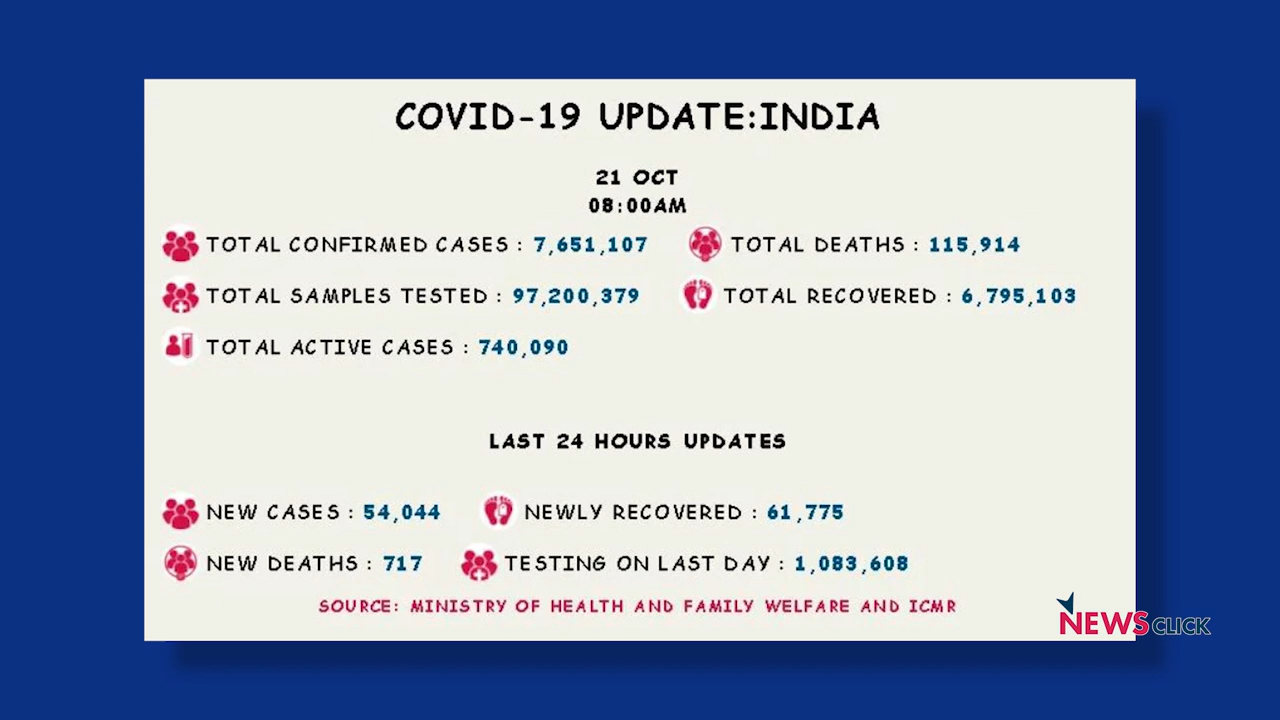 COVID-19 UPDATE:INDIA
21 OCT
08:00AM
TOTAL CONFIRMED CASES : 7,651,107 TOTAL DEATHS : 115,914
TOTAL SAMPLES TESTED : 97,200,379 TOTAL RECOVERED : 6,795,103
TOTAL ACTIVE CASES : 740,090
LAST 24 HOURS UPDATES
NEW CASES : 54,044 NEWLY RECOVERED : 61,775
NEW DEATHS : 717 TESTING ON LAST DAY : 1,083,608
SOURCE: MINISTRY OF HEALTH AND FAMILY WELFARE AND ICMR
NEWSCLICK